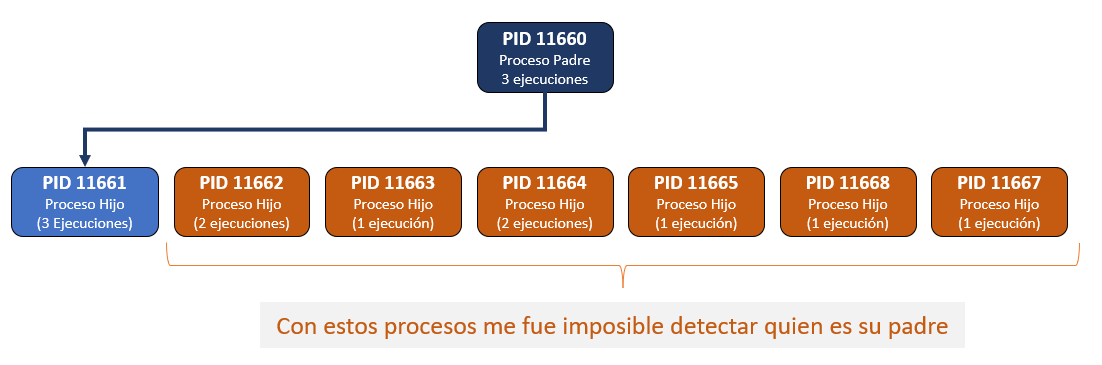 PID 11660
Proceso Padre
3 ejecuciones
PID 11661
Proceso Hijo
(3 Ejecuciones)
PID 11662
Proceso Hijo
(2 ejecuciones)
PID 11663
Proceso Hijo
(1 ejecución)
PID 11664
Proceso Hijo
(2 ejecuciones)
PID 11665
Proceso Hijo
(1 ejecución)
PID 11668
Proceso Hijo
(1 ejecución)
PID 11667
Proceso Hijo
(1 ejecución)
Con estos procesos me fue imposible detectar quien es su padre